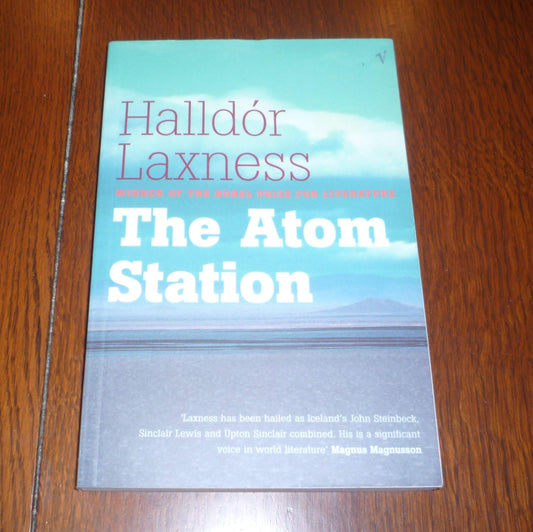 V
Halldór
Laxness
WINNER OF THE NOBEL PRIZE FOR LITERATURE
The Atom
Station
'Laxness has been hailed as Iceland's John Steinbeck,
Sinclair Lewis and Upton Sinclair combined. His is a significant
voice in world literature' Magnus Magnusson